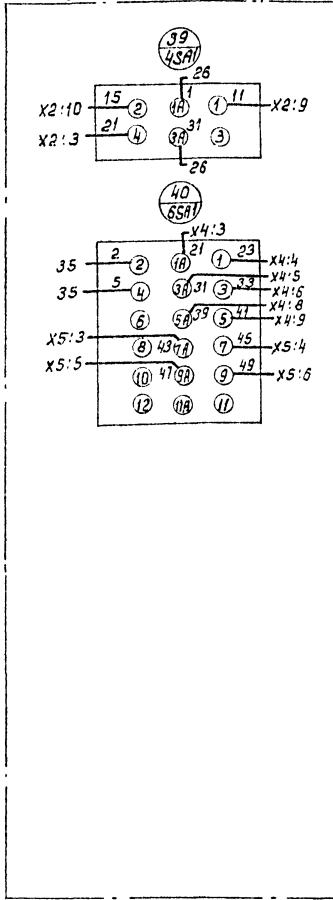 39
4SA1
26
X2:10 15 2 1A 1 1 11 X2:9
X2:3 21 4 3A 31 3
26
40
6SA1
X4:3
35 2 2 1A 21 1 23 X4:4
X4:5
35 5 4 3A 31 3 33 X4:6
X4:8
6 5A 39 5 41 X4:9
X5:3 8 43 7A 7 45 X5:4
X5:5 10 47 9A 9 49 X5:6
12 11A 11